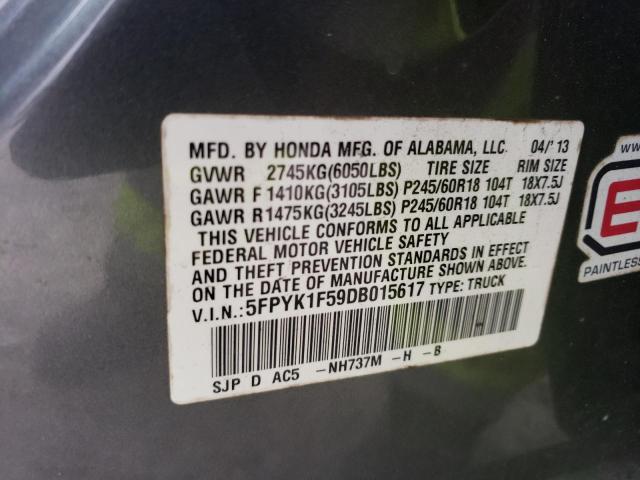 MFD. BY HONDA MFG. OF ALABAMA, LLC. 04/'13
GVWR 2745KG(6050LBS) TIRE SIZE RIM SIZE
GAWR F 1410KG(3105LBS) P245/60R18 104T 18X7.5J
GAWR R1475KG(3245LBS) P245/60R18 104T 18X7.5J
THIS VEHICLE CONFORMS TO ALL APPLICABLE
FEDERAL MOTOR VEHICLE SAFETY
AND THEFT PREVENTION STANDARDS IN EFFECT
ON THE DATE OF MANUFACTURE SHOWN ABOVE.
V.I.N.:5FPYK1F59DB015617 TYPE: TRUCK
SJP D AC5 -NH737M -H -B
WW
E
PAINTLES